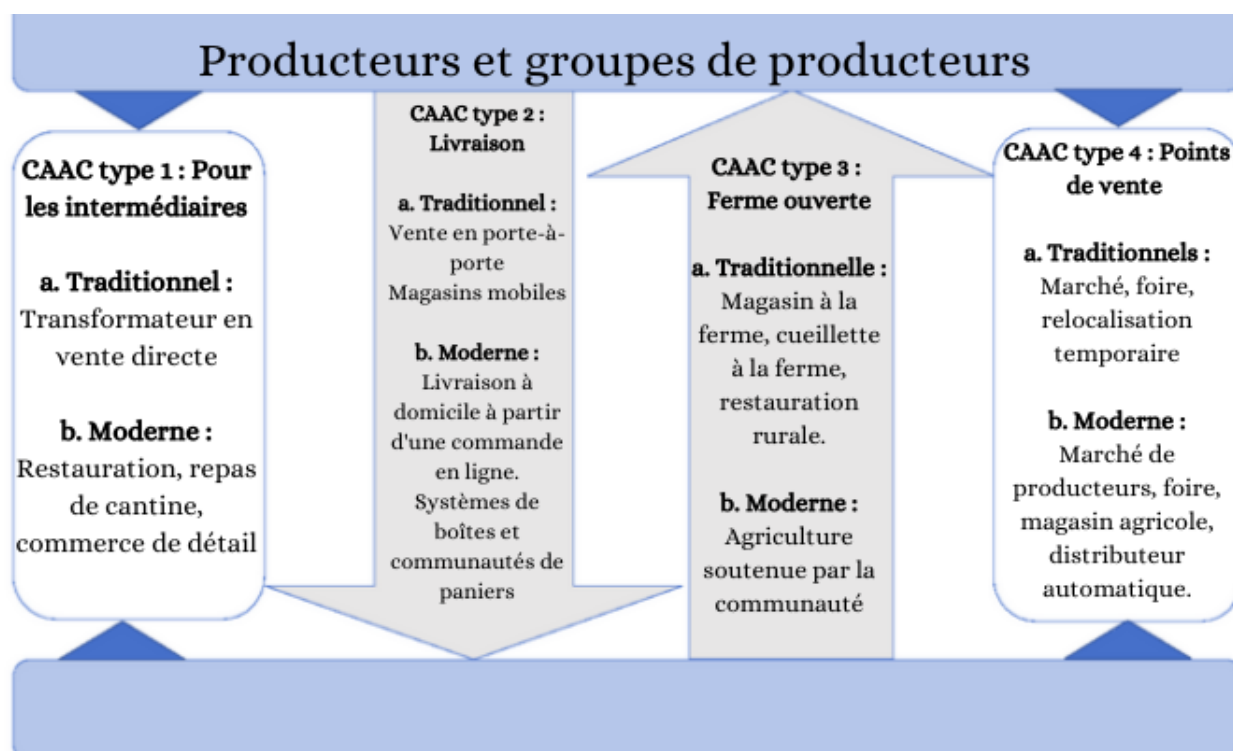 Producteurs et groupes de producteurs
CAAC type 1 : Pour
les intermédiaires
a. Traditionnel :
Transformateur en
vente directe
b. Moderne :
Restauration, repas
de cantine,
commerce de détail
CAAC type 2 :
Livraison
a. Traditionnel :
Vente en porte-à-
porte
Magasins mobiles
b. Moderne :
Livraison à
domicile à partir
d'une commande
en ligne.
Systèmes de
boîtes et
communautés de
paniers
CAAC type 3 :
Ferme ouverte
a. Traditionnelle :
Magasin à la
ferme, cueillette
à la ferme,
restauration
rurale.
b. Moderne :
Agriculture
soutenue par la
communauté
CAAC type 4 : Points
de vente
a. Traditionnels :
Marché, foire,
relocalisation
temporaire
b. Moderne :
Marché de
producteurs, foire,
magasin agricole,
distributeur
automatique.